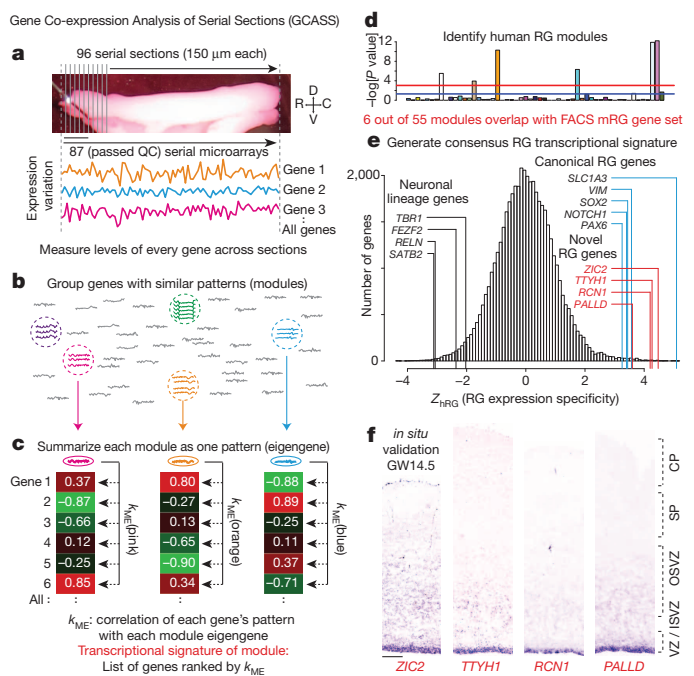 Gene Co-expression Analysis of Serial Sections (GCASS)
a
96 serial sections (150 μm each)
D
R C
V
87 (passed QC) serial microarrays
Expression
variation
Gene 1
Gene 2
Gene 3
:
All genes
Measure levels of every gene across sections
b
Group genes with similar patterns (modules)
c
Summarize each module as one pattern (eigengene)
Gene 1 0.37 0.80 −0.88
2 −0.87 −0.27 0.89
3 −0.66 0.13 −0.25
4 0.12 −0.65 0.11
5 −0.25 −0.90 0.37
6 0.85 0.34 −0.71
All : : : :
kME(pink)
kME(orange)
kME(blue)
kME: correlation of each gene's pattern
with each module eigengene
Transcriptional signature of module:
List of genes ranked by kME
d
Identify human RG modules
−log[P value]
12
8
4
0
6 out of 55 modules overlap with FACS mRG gene set
e
Generate consensus RG transcriptional signature
Number of genes
2,000
0
Neuronal
lineage genes
TBR1
FEZF2
RELN
SATB2
Canonical RG genes
SLC1A3
VIM
SOX2
NOTCH1
PAX6
Novel
RG genes
ZIC2
TTYH1
RCN1
PALLD
−4 −2 0 2 4
ZhRG (RG expression specificity)
f
in situ
validation
GW14.5
CP
SP
OSVZ
VZ / ISVZ
ZIC2 TTYH1 RCN1 PALLD